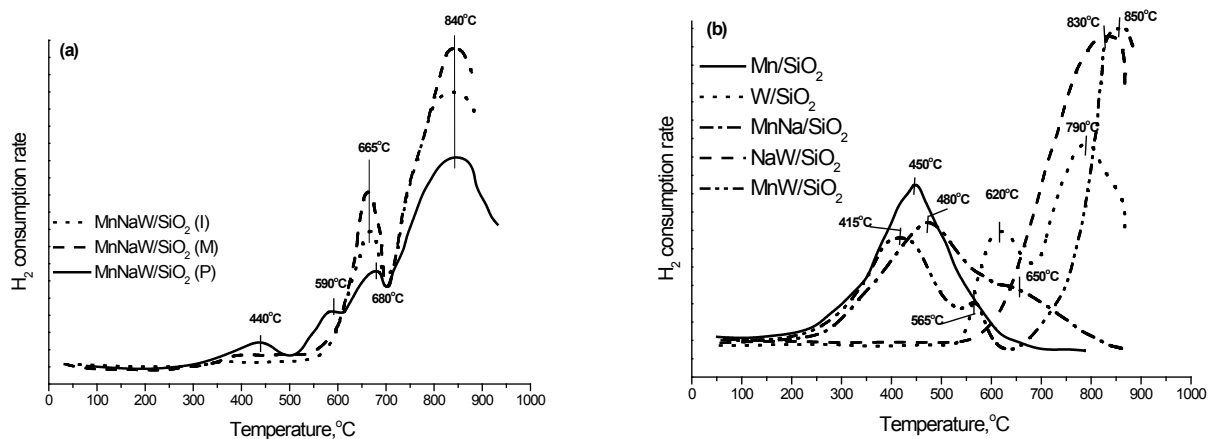 (a)
840°C
665°C
590°C
680°C
440°C
MnNaW/SiO₂ (I)
MnNaW/SiO₂ (M)
MnNaW/SiO₂ (P)
H₂ consumption rate
0 100 200 300 400 500 600 700 800 900 1000
Temperature,°C
(b)
830°C 850°C
Mn/SiO₂
W/SiO₂
MnNa/SiO₂
NaW/SiO₂
MnW/SiO₂
790°C
450°C
480°C
620°C
415°C
650°C
565°C
H₂ consumption rate
0 100 200 300 400 500 600 700 800 900 1000
Temperature,°C